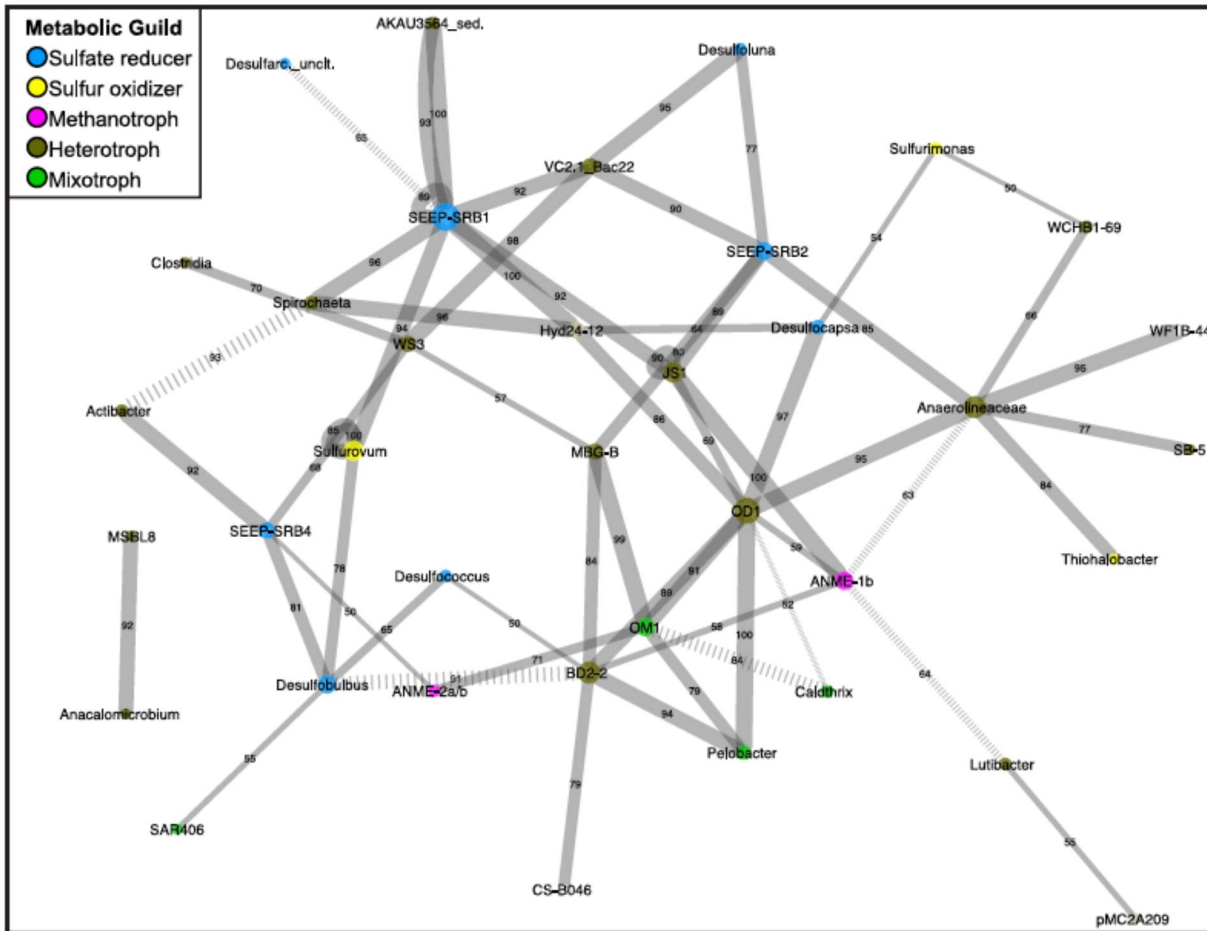 Metabolic Guild
Sulfate reducer
Sulfur oxidizer
Methanotroph
Heterotroph
Mixotroph
AKAU3564_sed.
Desulfarc._unclt.
Desulfoluna
95
100
93
65
77
Sulfurimonas
VC2.1_Bac22
50
89
92
SEEP-SRB1
90
WCHB1-69
54
98
SEEP-SRB2
Clostridia
96
100
92
70
Spirochaeta
66
89
96
94
Hyd24-12
64
Desulfocapsa
85
WF1B-44
WS3
93
90
80
JS1
95
Actibacter
57
Anaerolineaceae
97
86
85
100
69
Sulfurovum
MBG-B
77
SB-5
68
95
92
84
100
63
OD1
SEEP-SRB4
MSBL8
99
59
Thiohalobacter
84
78
91
ANME-1b
Desulfococcus
89
81
50
52
92
65
50
58
OM1
100
71
84
BD2-2
64
91
Desulfobulbus
ANME-2a/b
79
Caldthrix
Anacalomicrobium
94
Pelobacter
55
Lutibacter
79
SAR406
55
CS-B046
pMC2A209